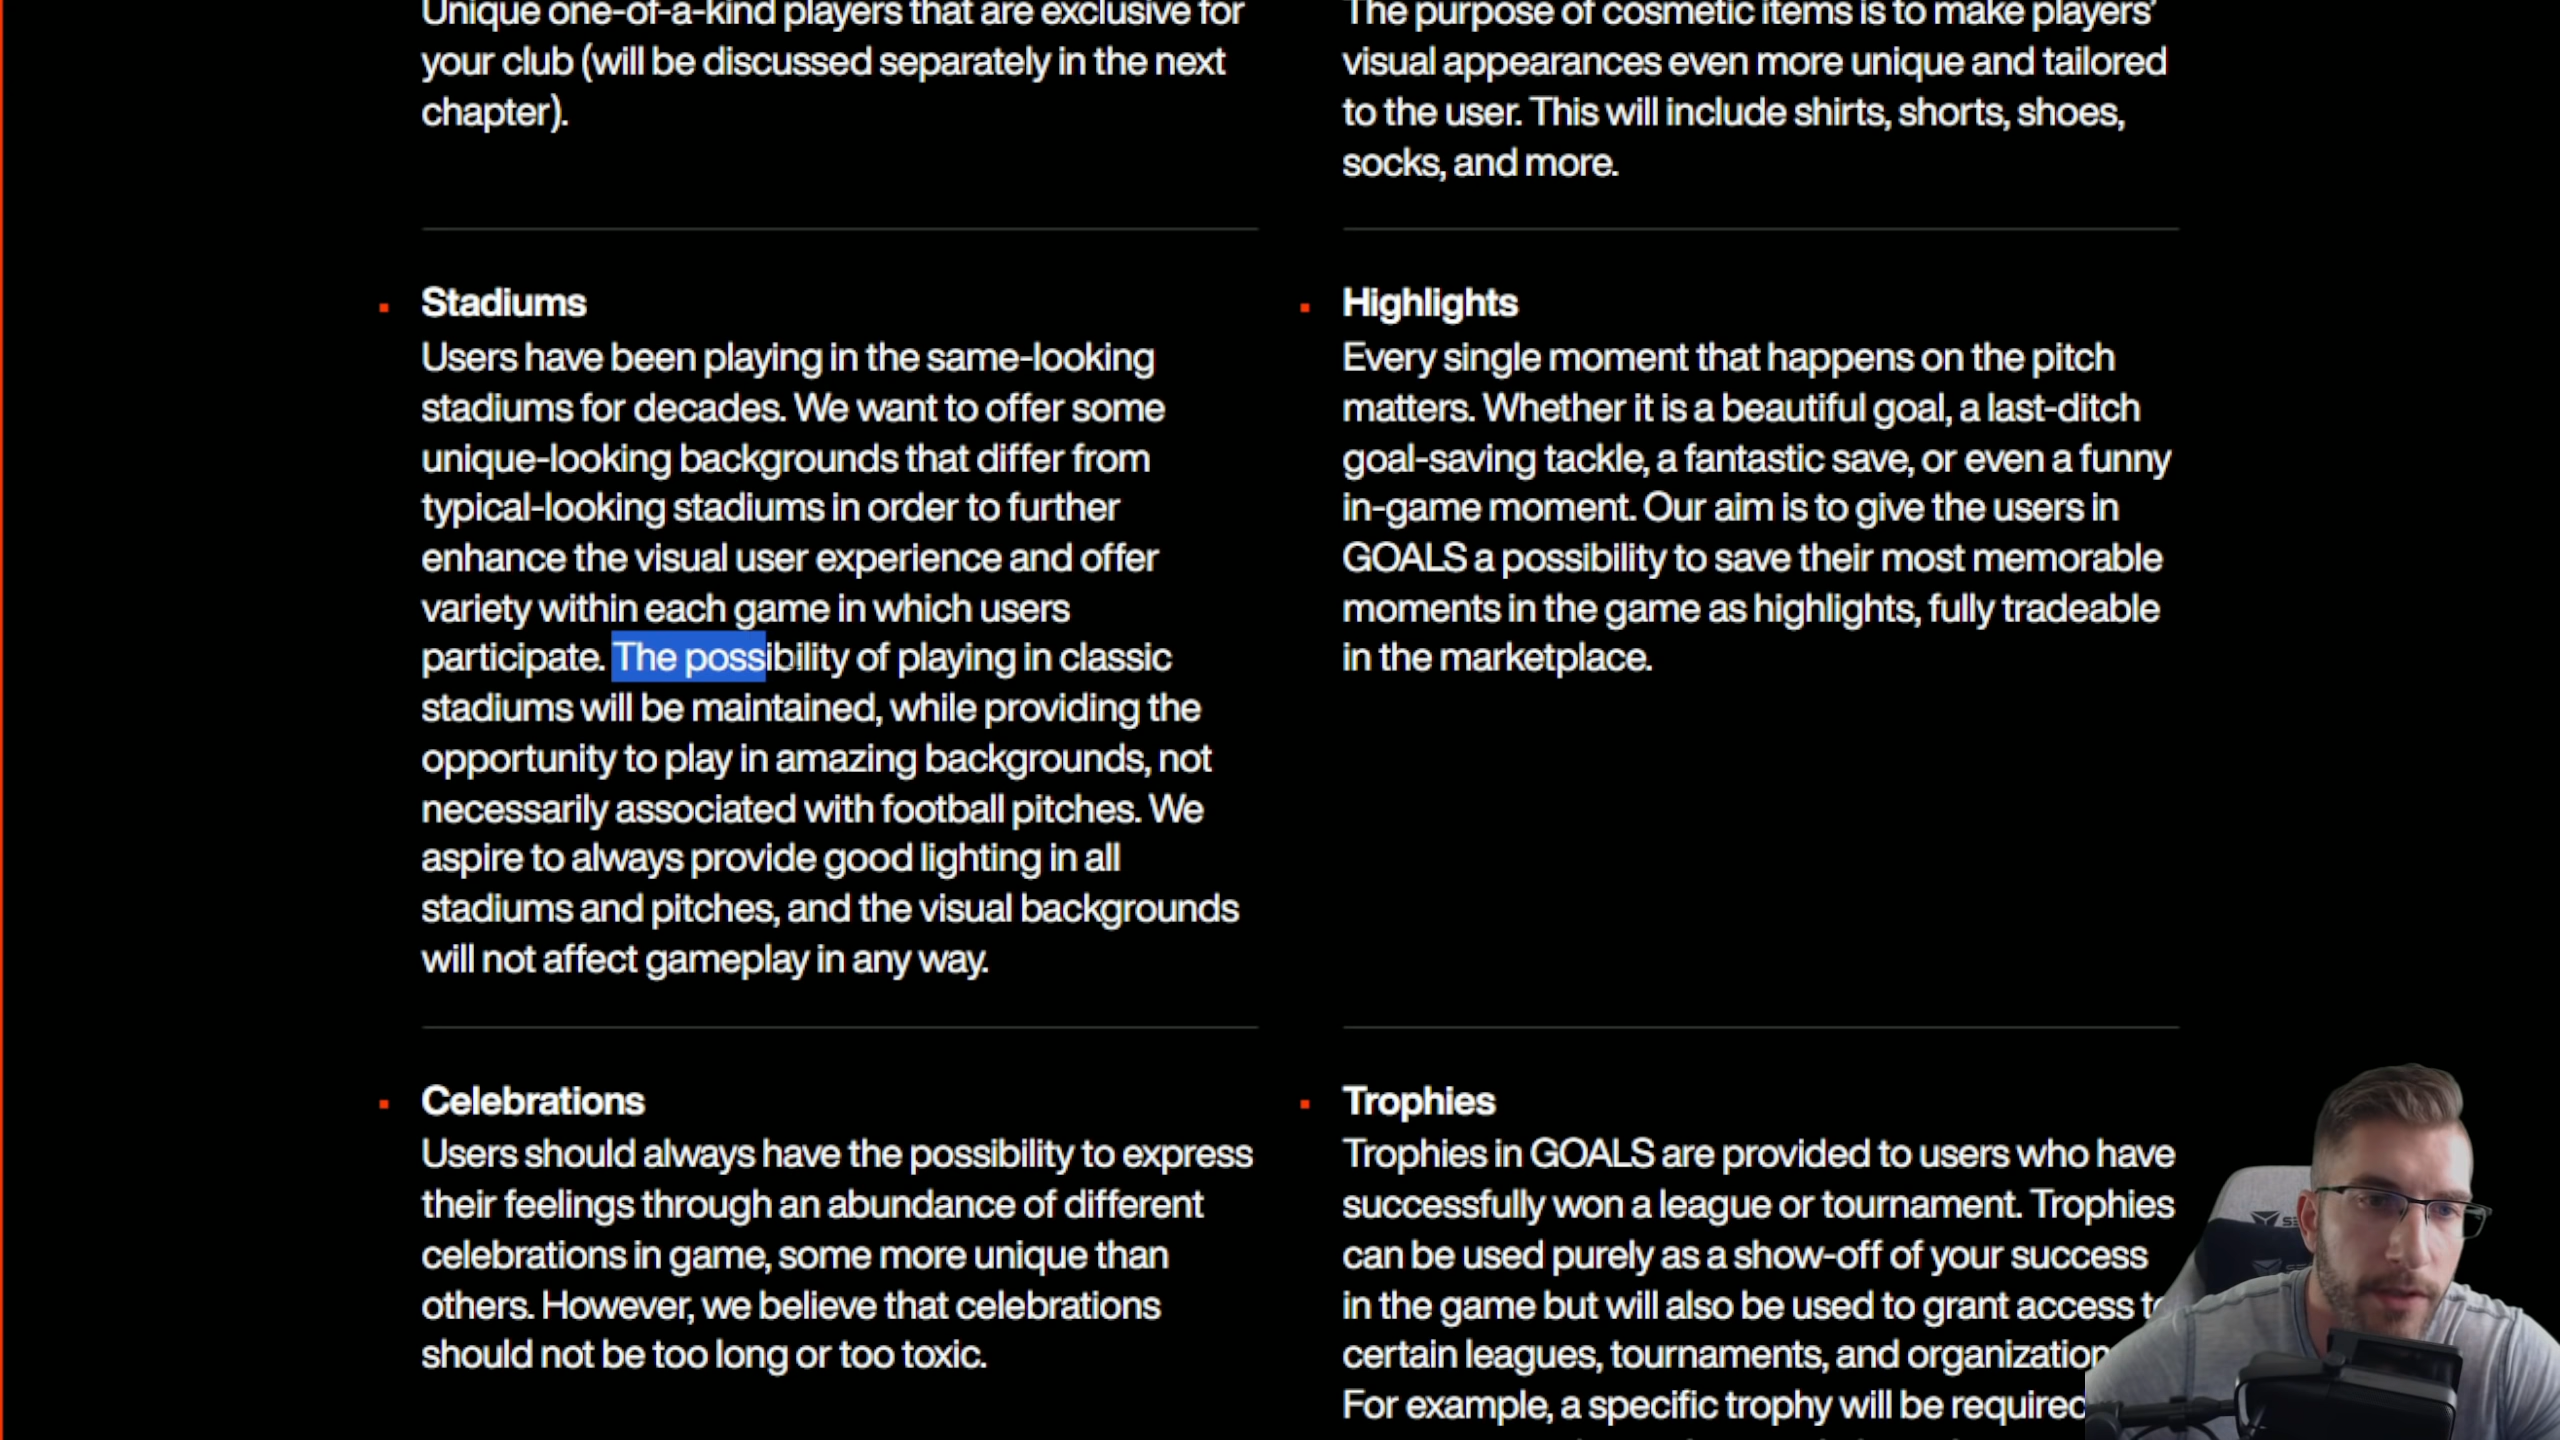 Unique one-of-a-kind players that are exclusive for
your club (will be discussed separately in the next
chapter).
The purpose of cosmetic items is to make players'
visual appearances even more unique and tailored
to the user. This will include shirts, shorts, shoes,
socks, and more.
Stadiums
Users have been playing in the same-looking
stadiums for decades. We want to offer some
unique-looking backgrounds that differ from
typical-looking stadiums in order to further
enhance the visual user experience and offer
variety within each game in which users
participate. The possibility of playing in classic
stadiums will be maintained, while providing the
opportunity to play in amazing backgrounds, not
necessarily associated with football pitches. We
aspire to always provide good lighting in all
stadiums and pitches, and the visual backgrounds
will not affect gameplay in any way.
Highlights
Every single moment that happens on the pitch
matters. Whether it is a beautiful goal, a last-ditch
goal-saving tackle, a fantastic save, or even a funny
in-game moment. Our aim is to give the users in
GOALS a possibility to save their most memorable
moments in the game as highlights, fully tradeable
in the marketplace.
Celebrations
Users should always have the possibility to express
their feelings through an abundance of different
celebrations in game, some more unique than
others. However, we believe that celebrations
should not be too long or too toxic.
Trophies
Trophies in GOALS are provided to users who have
successfully won a league or tournament. Trophies
can be used purely as a show-off of your success
in the game but will also be used to grant access
certain leagues, tournaments, and organization
For example, a specific trophy will be required